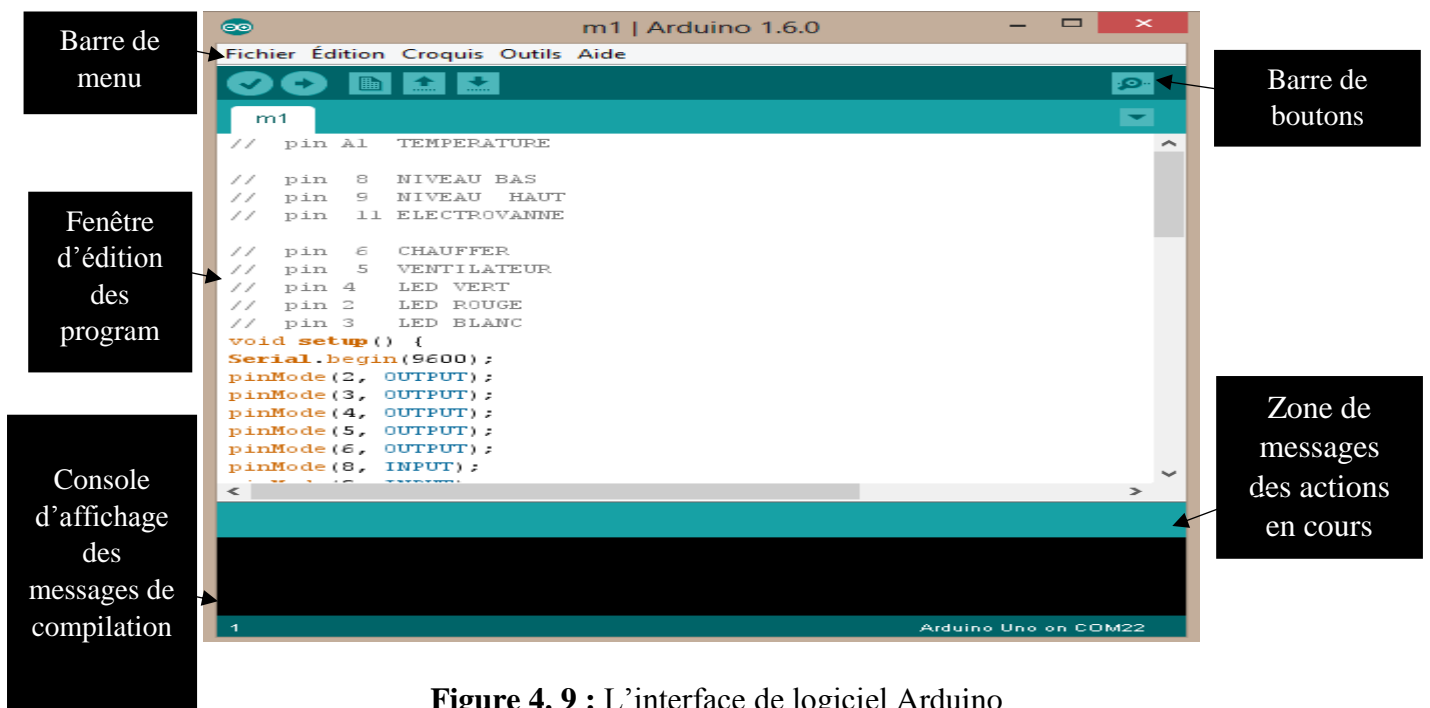 Barre de
menu
m1 | Arduino 1.6.0
Fichier Édition Croquis Outils Aide
Barre de
boutons
m1
// pin A1 TEMPERATURE
// pin 8 NIVEAU BAS
// pin 9 NIVEAU HAUT
// pin 11 ELECTROVANNE
// pin 6 CHAUFFER
// pin 5 VENTILATEUR
// pin 4 LED VERT
// pin 2 LED ROUGE
// pin 3 LED BLANC
void setup() {
Serial.begin(9600);
pinMode(2, OUTPUT);
pinMode(3, OUTPUT);
pinMode(4, OUTPUT);
pinMode(5, OUTPUT);
pinMode(6, OUTPUT);
pinMode(8, INPUT);
Fenêtre
d’édition
des
program
Zone de
messages
des actions
en cours
Console
d’affichage
des
messages de
compilation
1
Arduino Uno on COM22
Figure 4. 9 : L’interface de logiciel Arduino